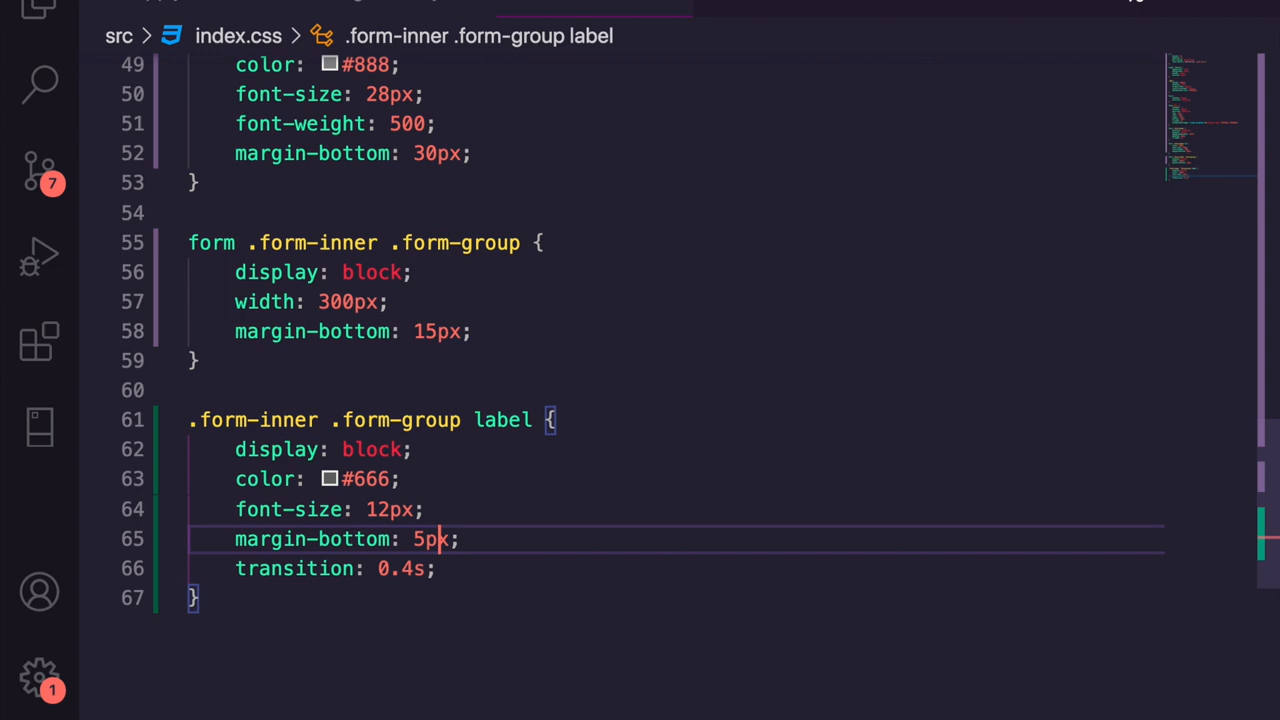 src > index.css > .form-inner .form-group label
49 color: #888;
50 font-size: 28px;
51 font-weight: 500;
52 margin-bottom: 30px;
53 }
54
55 form .form-inner .form-group {
56 display: block;
57 width: 300px;
58 margin-bottom: 15px;
59 }
60
61 .form-inner .form-group label {
62 display: block;
63 color: #666;
64 font-size: 12px;
65 margin-bottom: 5px;
66 transition: 0.4s;
67 }
7
1